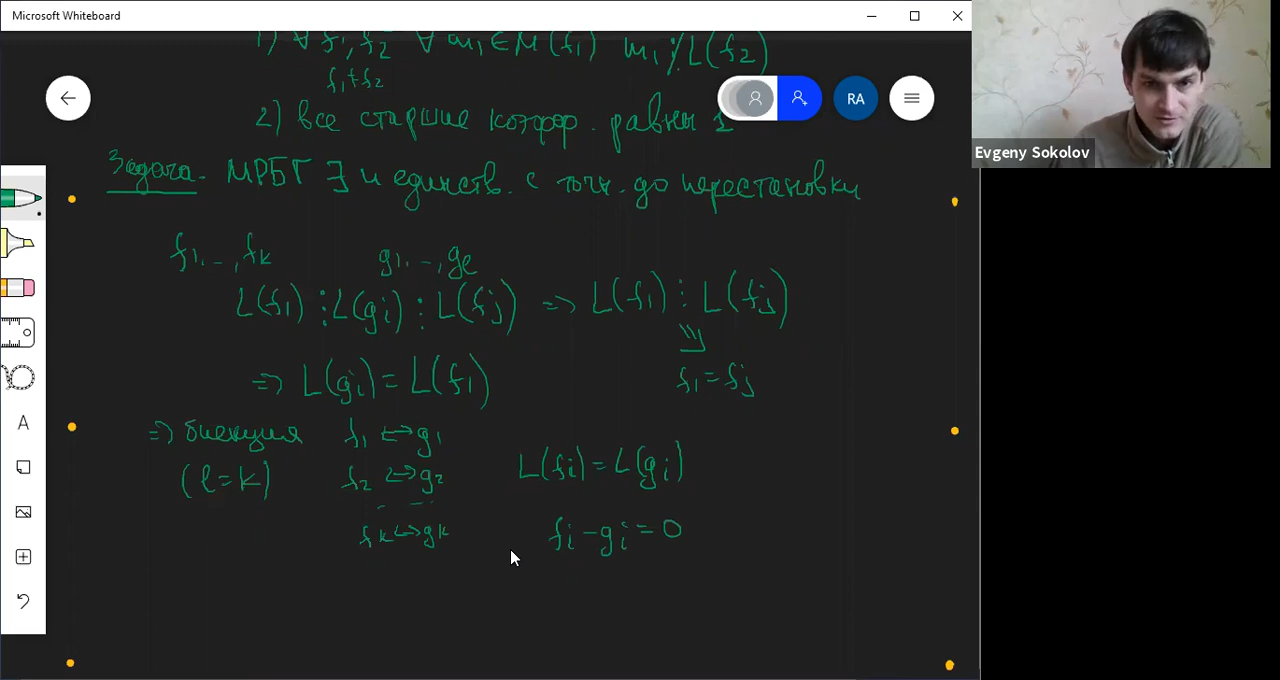 Microsoft Whiteboard
1) ∀ f1, f2 ∀ m1 ∈ M(f1) m1 ⋮̸ L(f2)
f1 ≠ f2
2) все старшие коэфф. равны 1
RA
Evgeny Sokolov
Задача. МРБГ ∃ и единств. с точн. до перестановки
f1, .., fk g1, .., gℓ
L(f1) ⋮ L(gi) ⋮ L(fj) ⇒ L(f1) ⋮ L(fj)
⇓
⇒ L(gi) = L(f1) f1 = fj
⇒ биекция f1 ↔ g1
(ℓ=k) f2 ↔ g2 L(fi) = L(gi)
fk ↔ gk fi − gi = 0
A